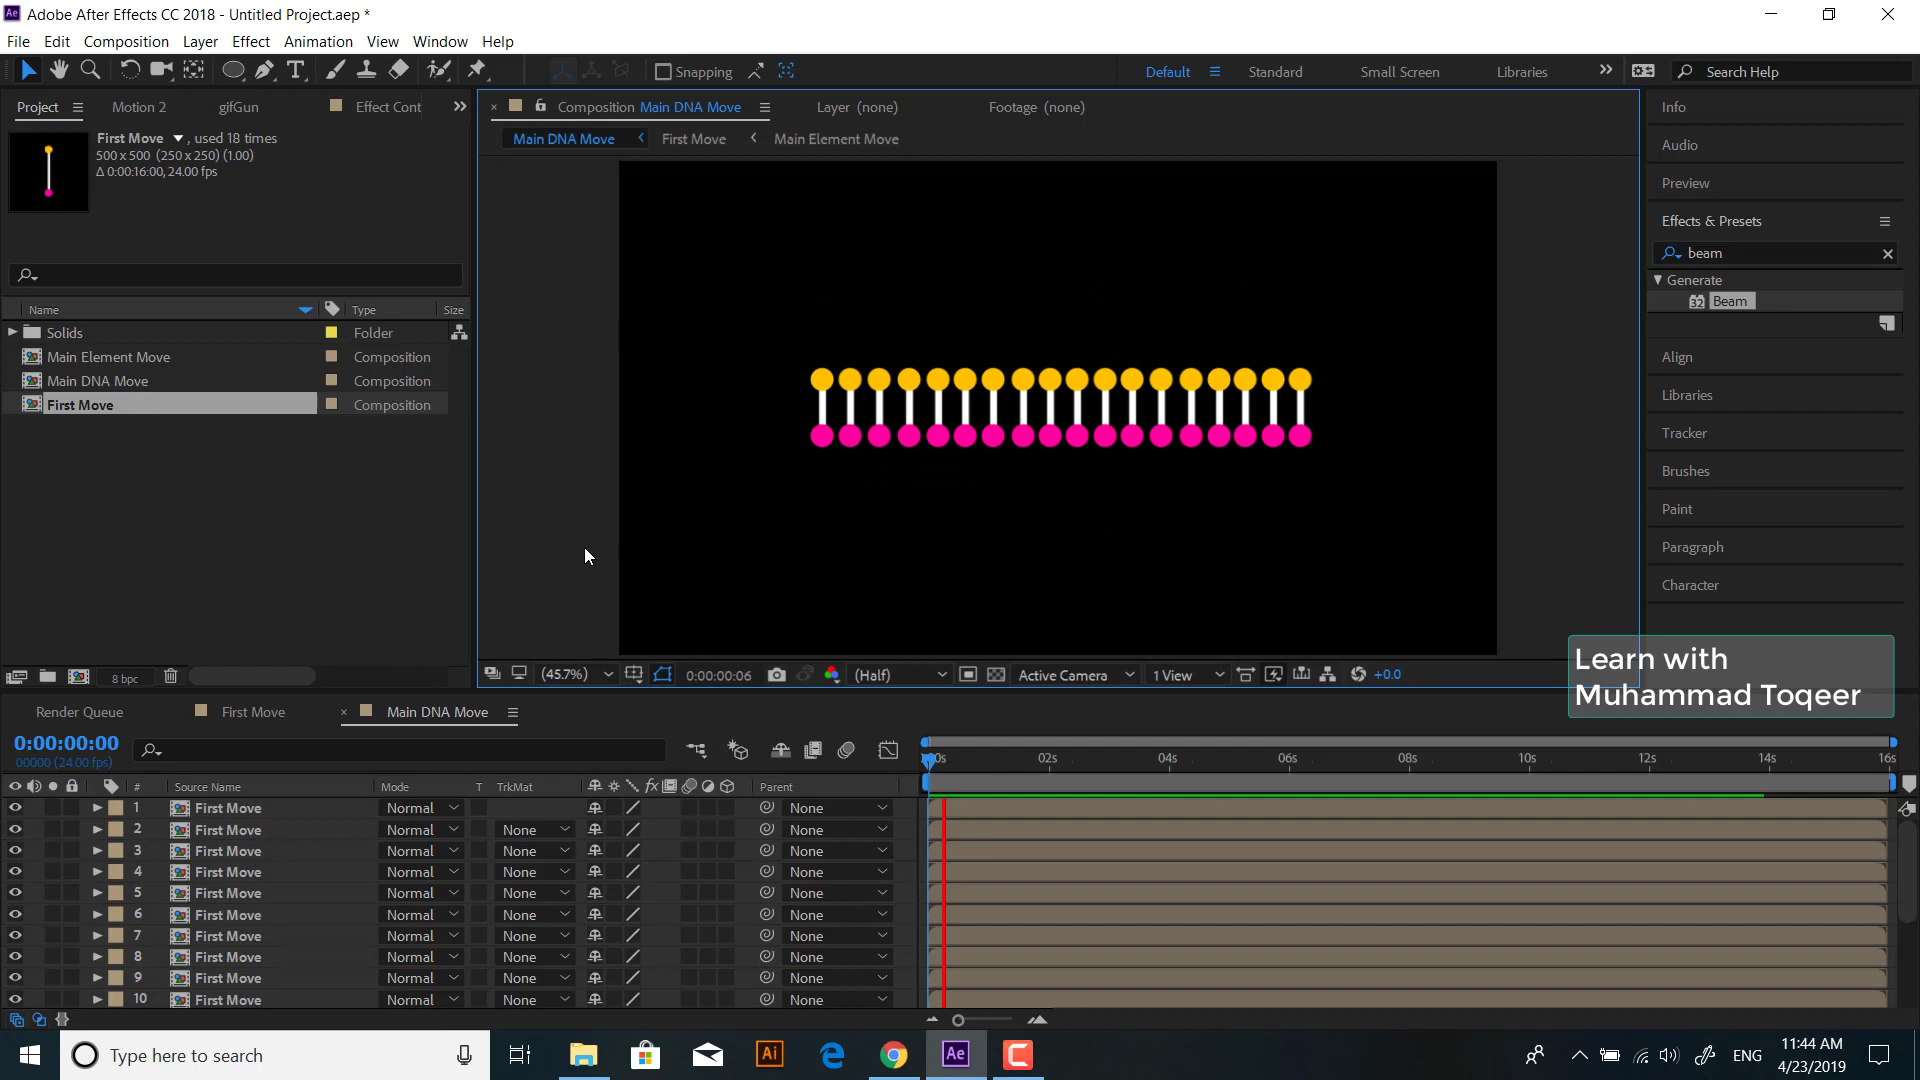 Adobe After Effects CC 2018 - Untitled Project.aep *
File Edit Composition Layer Effect Animation View Window Help
Snapping Default Standard Small Screen Libraries Search Help
Project Motion 2 gifGun Effect Cont
Composition Main DNA Move Layer (none) Footage (none)
Main DNA Move First Move Main Element Move
First Move , used 18 times
500 x 500 (250 x 250) (1.00)
Δ 0:00:16:00, 24.00 fps
Name Type Size
Solids Folder
Main Element Move Composition
Main DNA Move Composition
First Move Composition
8 bpc
(45.7%) 0:00:00:06 (Half) Active Camera 1 View +0.0
Info
Audio
Preview
Effects & Presets
beam
Generate
32 Beam
Align
Libraries
Tracker
Brushes
Paint
Paragraph
Character
Learn with
Muhammad Toqeer
Render Queue First Move Main DNA Move
0:00:00:00
00000 (24.00 fps)
02s 04s 06s 08s 10s 12s 14s 16s
# Source Name Mode T TrkMat Parent
1 First Move Normal None
2 First Move Normal None None
3 First Move Normal None None
4 First Move Normal None None
5 First Move Normal None None
6 First Move Normal None None
7 First Move Normal None None
8 First Move Normal None None
9 First Move Normal None None
10 First Move Normal None None
Type here to search
Ai Ae
ENG
11:44 AM
4/23/2019